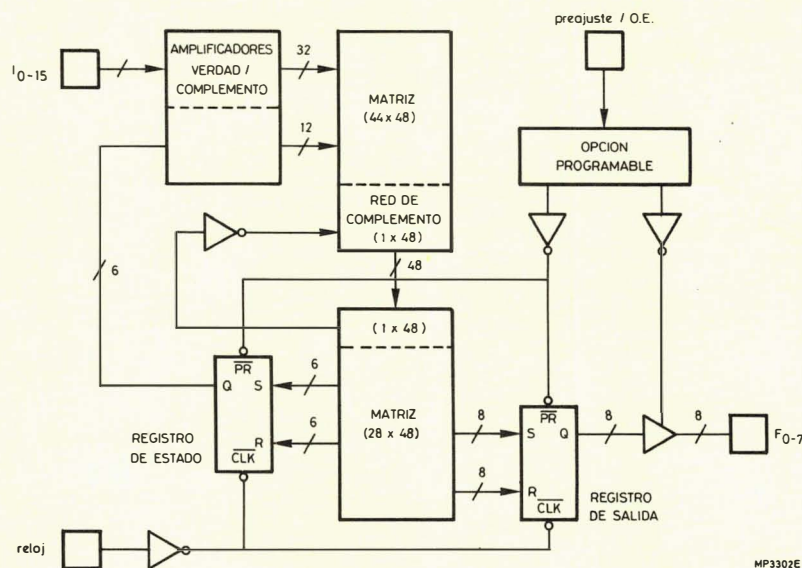 preajuste / O.E.
I0-15
AMPLIFICADORES
VERDAD /
COMPLEMENTO
32
12
MATRIZ
(44 x 48)
RED DE
COMPLEMENTO
(1 x 48)
OPCION
PROGRAMABLE
6
48
(1 x 48)
PR
Q S
R
CLK
6
6
MATRIZ
(28 x 48)
8
8
PR
S Q
R
CLK
8
8
F0-7
REGISTRO
DE ESTADO
REGISTRO
DE SALIDA
reloj
MP3302E